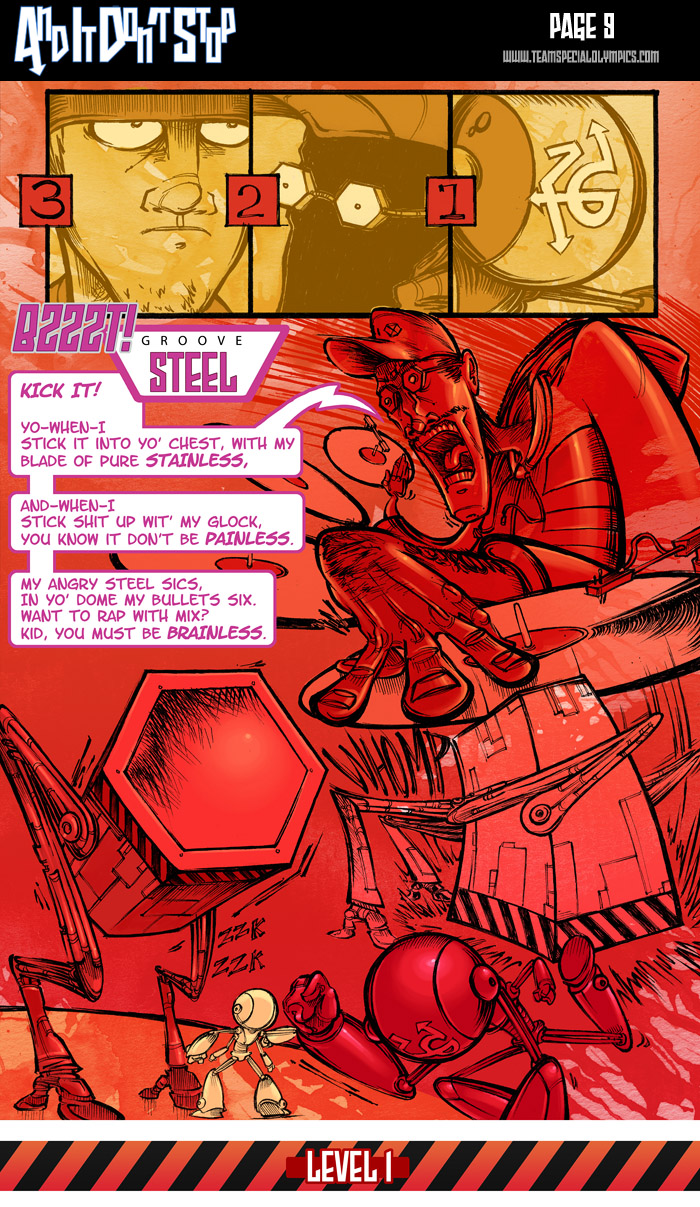 AND IT DON'T STOP
PAGE 9
WWW.TEAMSPECIALOLYMPICS.COM
3
2
1
BZZZT!
GROOVE
STEEL
KICK IT!
YO-WHEN-I
STICK IT INTO YO' CHEST, WITH MY
BLADE OF PURE STAINLESS,
AND-WHEN-I
STICK SHIT UP WIT' MY GLOCK,
YOU KNOW IT DON'T BE PAINLESS.
MY ANGRY STEEL SICS,
IN YO' DOME MY BULLETS SIX.
WANT TO RAP WITH MIX?
KID, YOU MUST BE BRAINLESS.
WHOMP
ZZK
ZZK
LEVEL 1